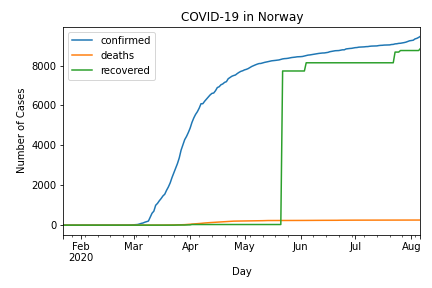 COVID-19 in Norway
confirmed
deaths
recovered
Number of Cases
8000
6000
4000
2000
0
Feb Mar Apr May Jun Jul Aug
2020
Day